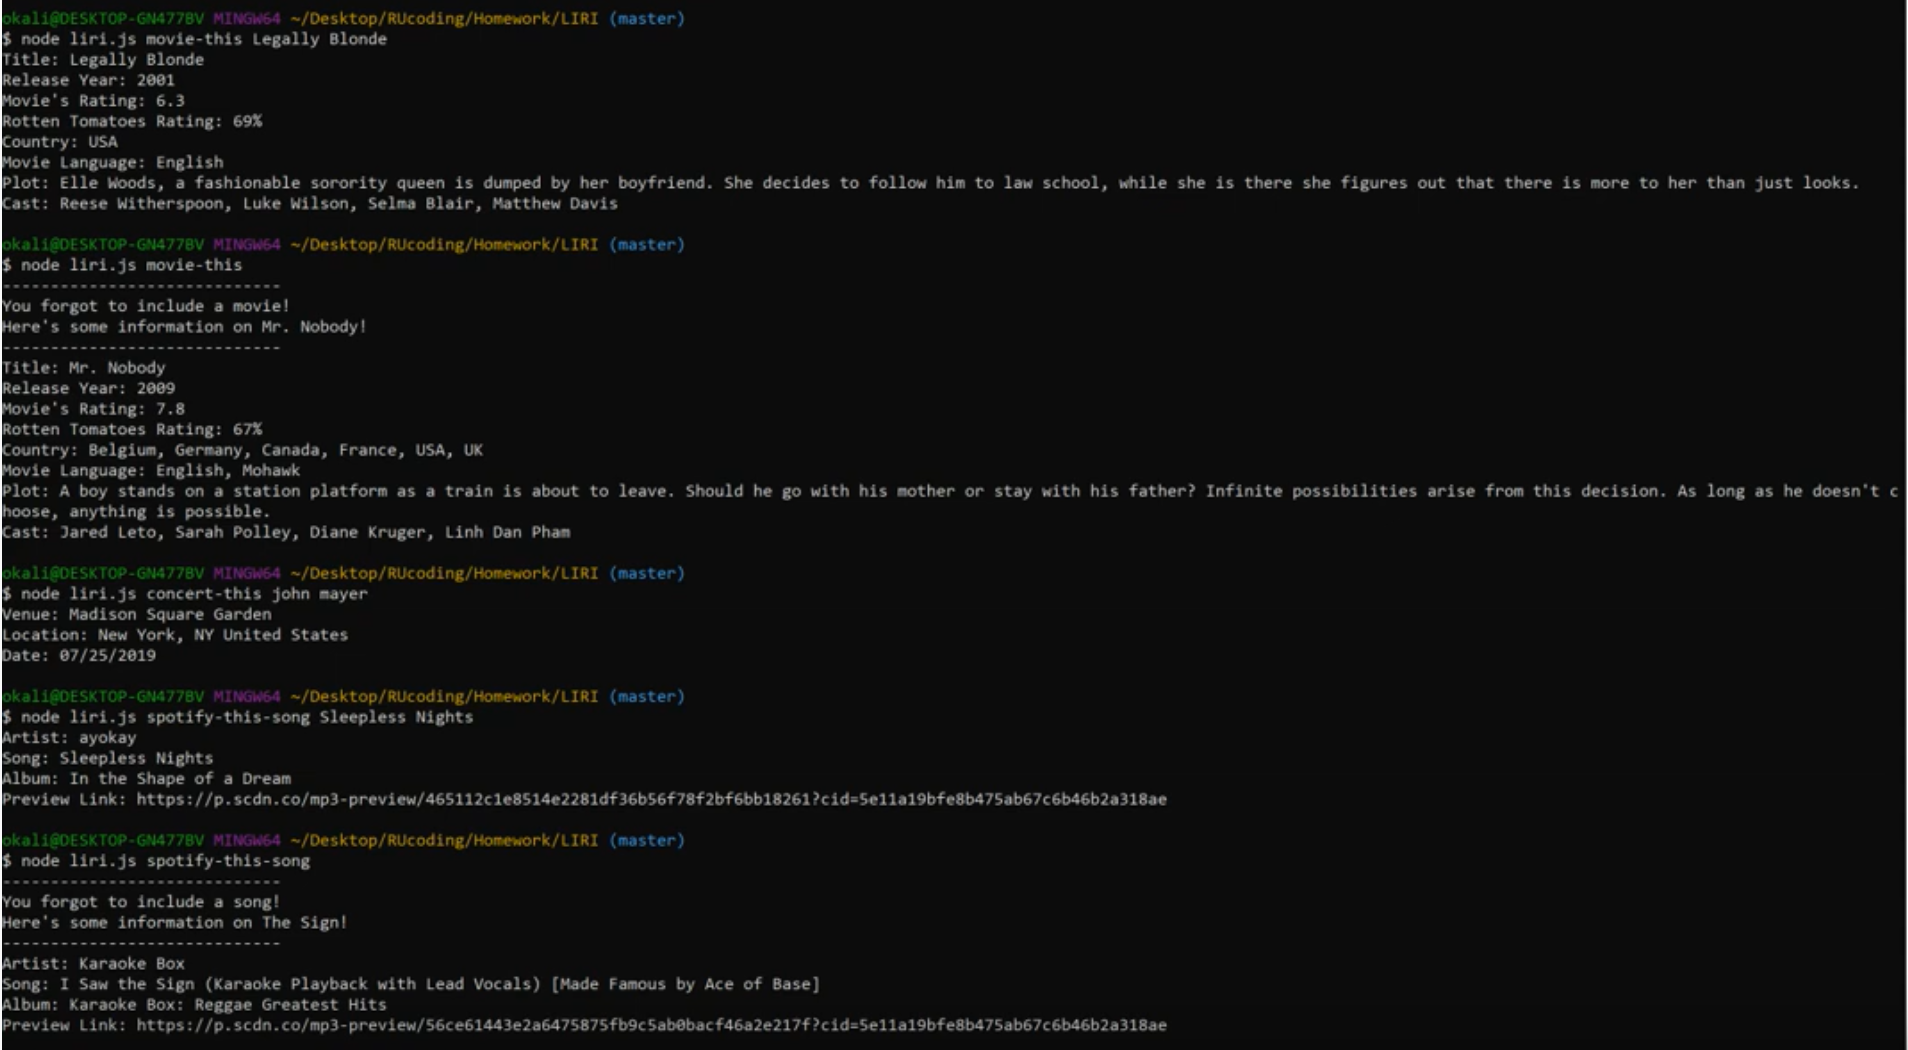 okali@DESKTOP-GN477BV MINGW64 ~/Desktop/RUcoding/Homework/LIRI (master)
$ node liri.js movie-this Legally Blonde
Title: Legally Blonde
Release Year: 2001
Movie's Rating: 6.3
Rotten Tomatoes Rating: 69%
Country: USA
Movie Language: English
Plot: Elle Woods, a fashionable sorority queen is dumped by her boyfriend. She decides to follow him to law school, while she is there she figures out that there is more to her than just looks.
Cast: Reese Witherspoon, Luke Wilson, Selma Blair, Matthew Davis
okali@DESKTOP-GN477BV MINGW64 ~/Desktop/RUcoding/Homework/LIRI (master)
$ node liri.js movie-this
-----------------------------
You forgot to include a movie!
Here's some information on Mr. Nobody!
-----------------------------
Title: Mr. Nobody
Release Year: 2009
Movie's Rating: 7.8
Rotten Tomatoes Rating: 67%
Country: Belgium, Germany, Canada, France, USA, UK
Movie Language: English, Mohawk
Plot: A boy stands on a station platform as a train is about to leave. Should he go with his mother or stay with his father? Infinite possibilities arise from this decision. As long as he doesn't c
hoose, anything is possible.
Cast: Jared Leto, Sarah Polley, Diane Kruger, Linh Dan Pham
okali@DESKTOP-GN477BV MINGW64 ~/Desktop/RUcoding/Homework/LIRI (master)
$ node liri.js concert-this john mayer
Venue: Madison Square Garden
Location: New York, NY United States
Date: 07/25/2019
okali@DESKTOP-GN477BV MINGW64 ~/Desktop/RUcoding/Homework/LIRI (master)
$ node liri.js spotify-this-song Sleepless Nights
Artist: ayokay
Song: Sleepless Nights
Album: In the Shape of a Dream
Preview Link: https://p.scdn.co/mp3-preview/465112c1e8514e2281df36b56f78f2bf6bb18261?cid=5e11a19bfe8b475ab67c6b46b2a318ae
okali@DESKTOP-GN477BV MINGW64 ~/Desktop/RUcoding/Homework/LIRI (master)
$ node liri.js spotify-this-song
-----------------------------
You forgot to include a song!
Here's some information on The Sign!
-----------------------------
Artist: Karaoke Box
Song: I Saw the Sign (Karaoke Playback with Lead Vocals) [Made Famous by Ace of Base]
Album: Karaoke Box: Reggae Greatest Hits
Preview Link: https://p.scdn.co/mp3-preview/56ce61443e2a6475875fb9c5ab0bacf46a2e217f?cid=5e11a19bfe8b475ab67c6b46b2a318ae